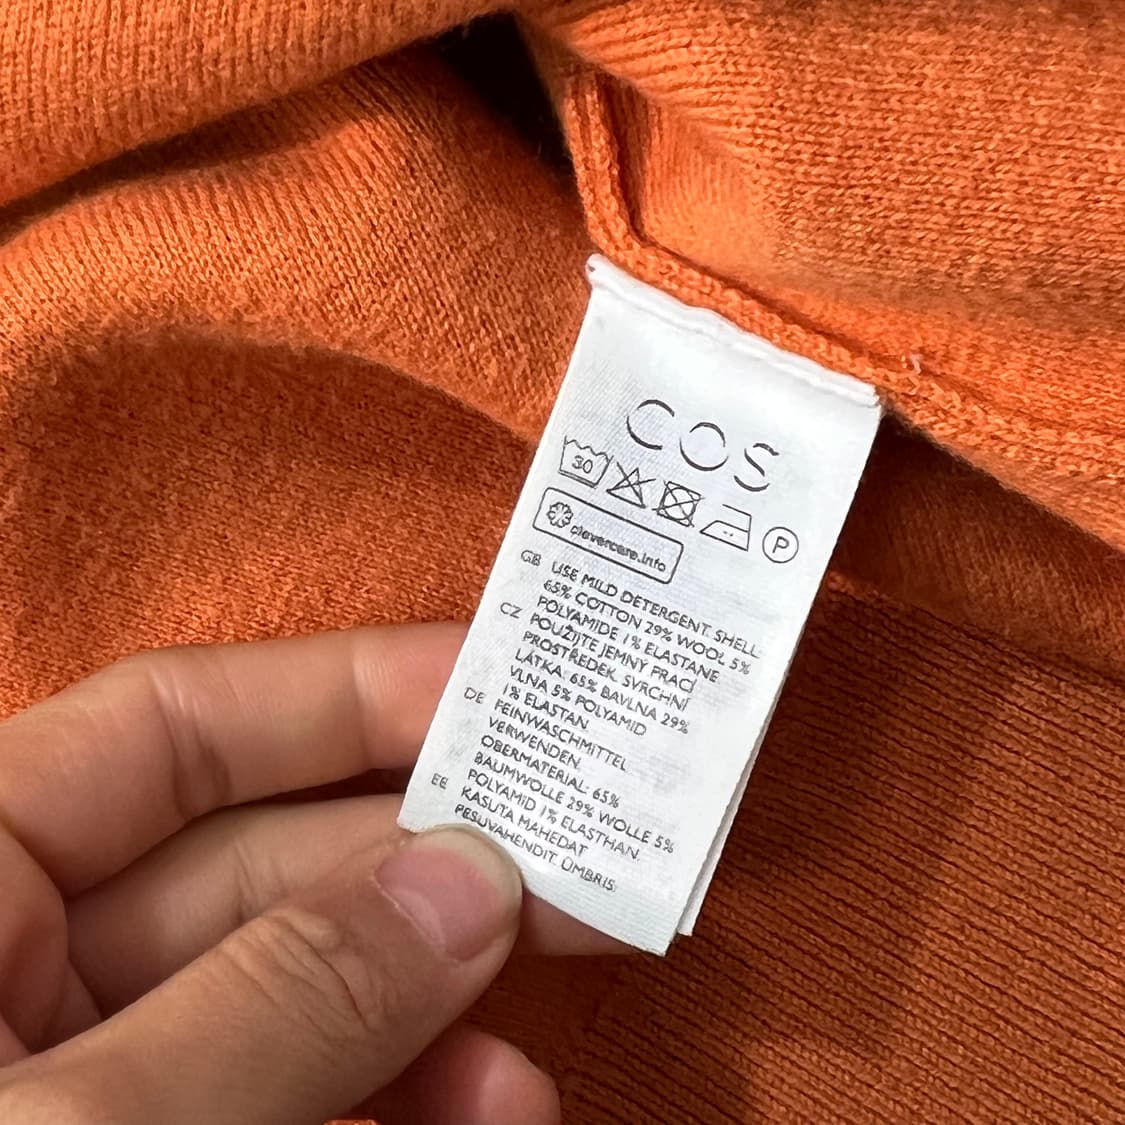 COS
30
P
clevercare.info
GB USE MILD DETERGENT. SHELL:
65% COTTON 29% WOOL 5%
POLYAMIDE 1% ELASTANE
CZ POUŽIJTE JEMNÝ PRACÍ
PROSTŘEDEK. SVRCHNÍ
LÁTKA: 65% BAVLNA 29%
VLNA 5% POLYAMID
1% ELASTAN
DE FEINWASCHMITTEL
VERWENDEN.
OBERMATERIAL: 65%
BAUMWOLLE 29% WOLLE 5%
POLYAMID 1% ELASTHAN
EE KASUTA MAHEDAT
PESUVAHENDIT. ÜMBRIS: